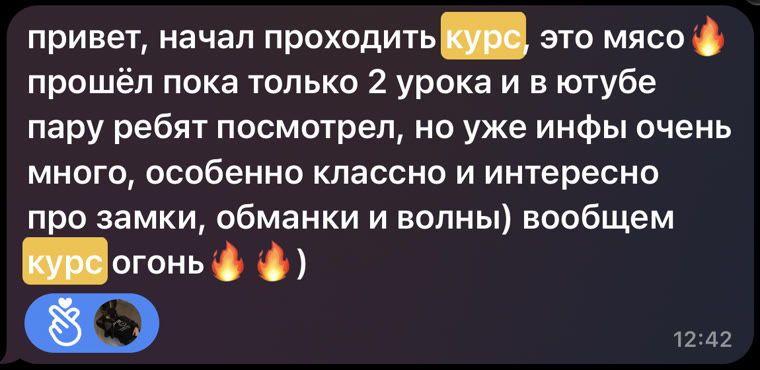 привет, начал проходить курс, это мясо🔥
прошёл пока только 2 урока и в ютубе
пару ребят посмотрел, но уже инфы очень
много, особенно классно и интересно
про замки, обманки и волны) вообщем
курс огонь🔥🔥)
12:42